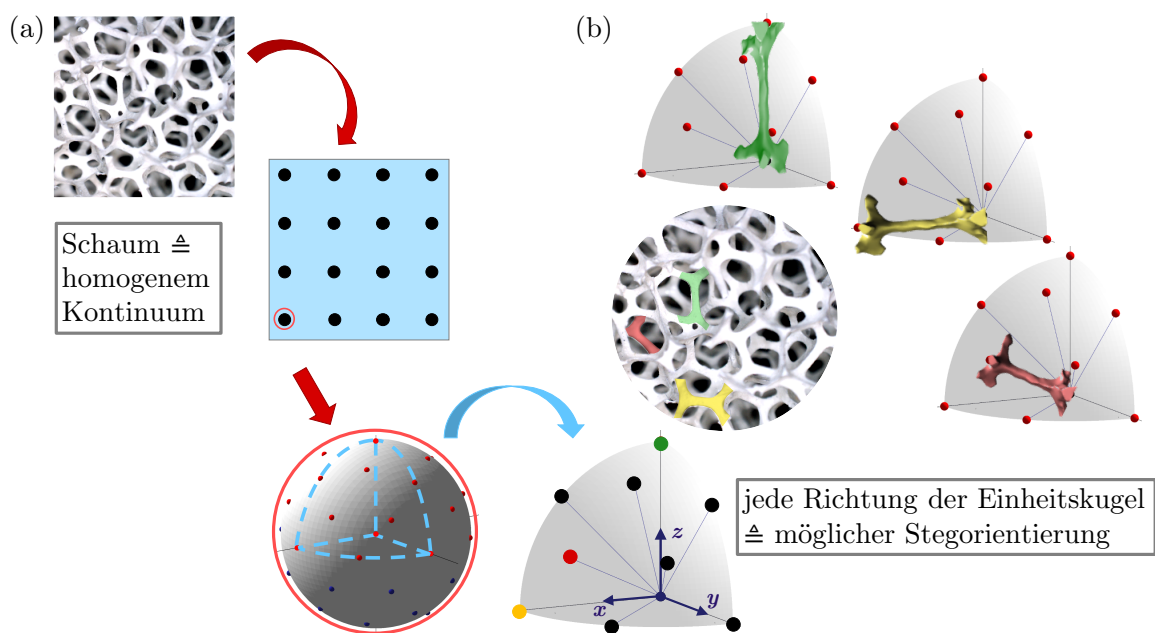 (a)
(b)
Schaum ≙
homogenem
Kontinuum
z
x
y
jede Richtung der Einheitskugel
≙ möglicher Stegorientierung